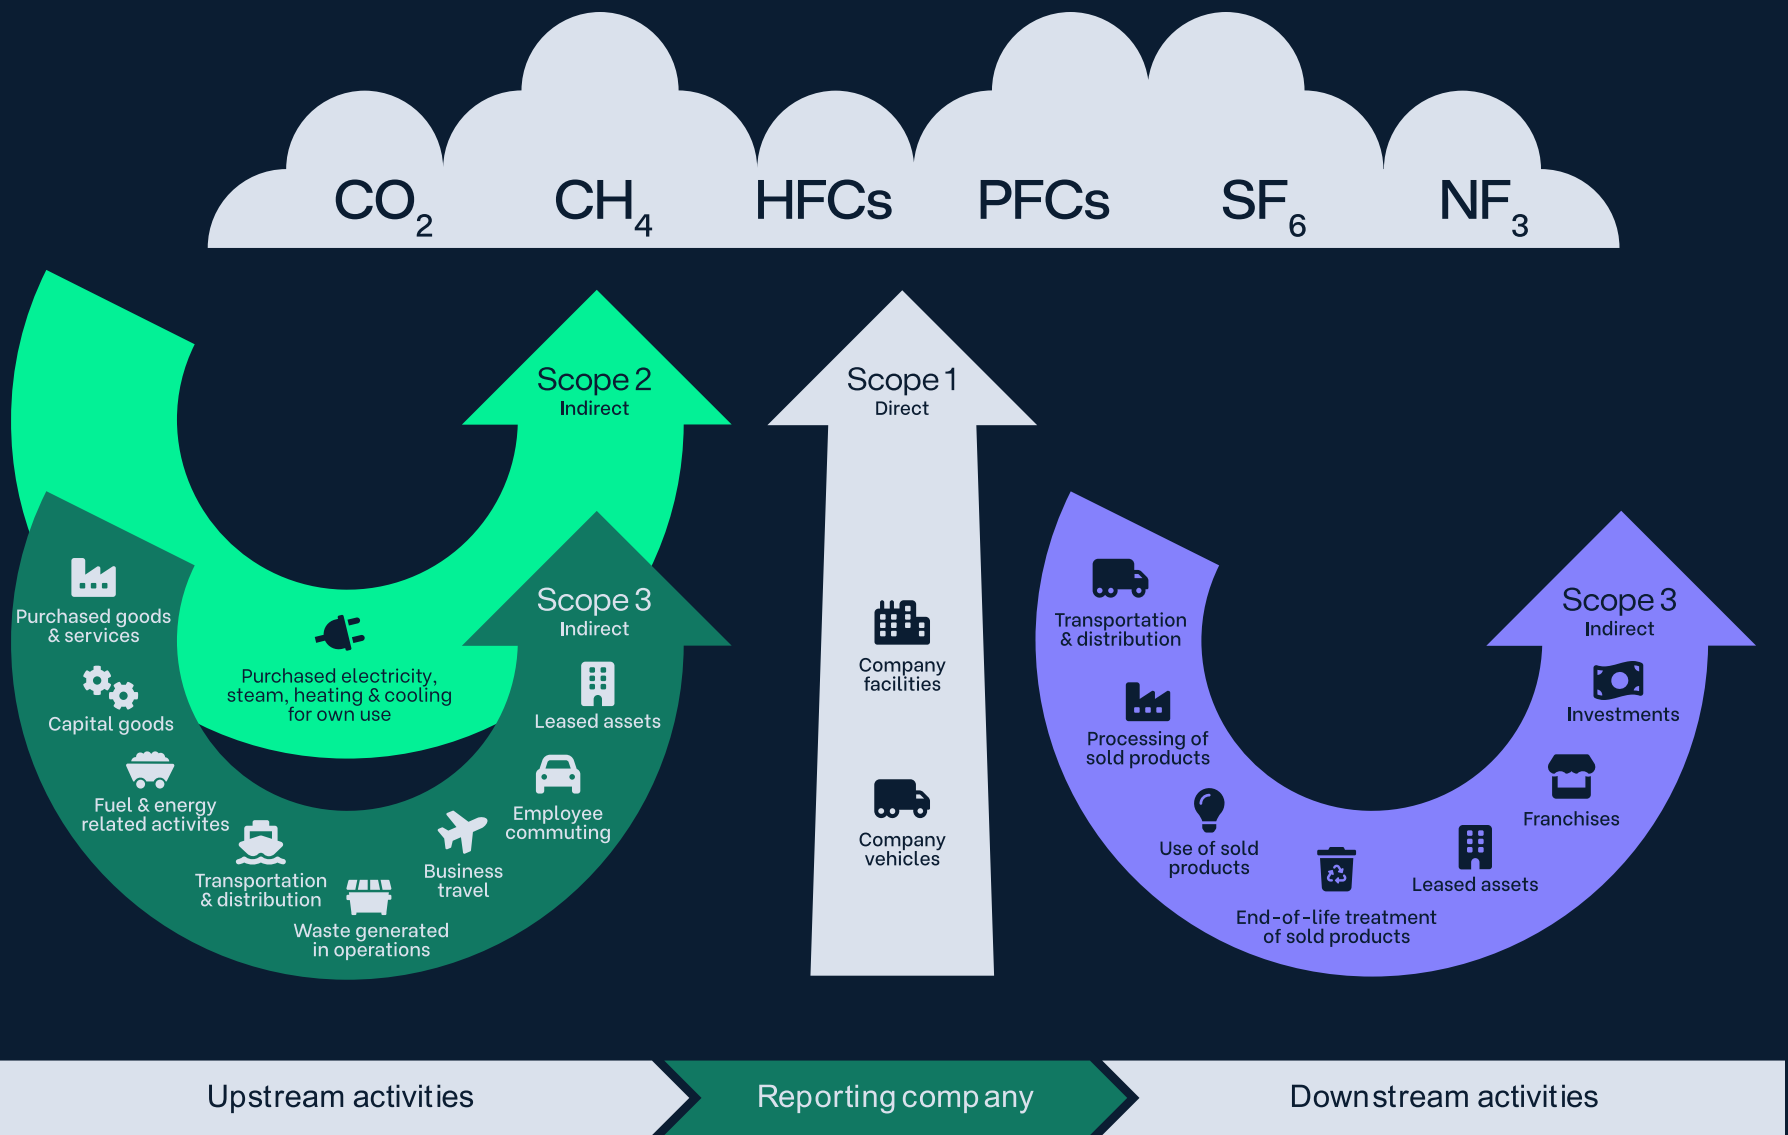 CO2
CH4
HFCs
PFCs
SF6
NF3
Scope 2
Indirect
Purchased electricity,
steam, heating & cooling
for own use
Scope 3
Indirect
Purchased goods
& services
Capital goods
Fuel & energy
related activites
Transportation
& distribution
Waste generated
in operations
Business
travel
Employee
commuting
Leased assets
Scope 1
Direct
Company
facilities
Company
vehicles
Scope 3
Indirect
Transportation
& distribution
Processing of
sold products
Use of sold
products
End-of-life treatment
of sold products
Leased assets
Franchises
Investments
Upstream activities
Reporting company
Downstream activities